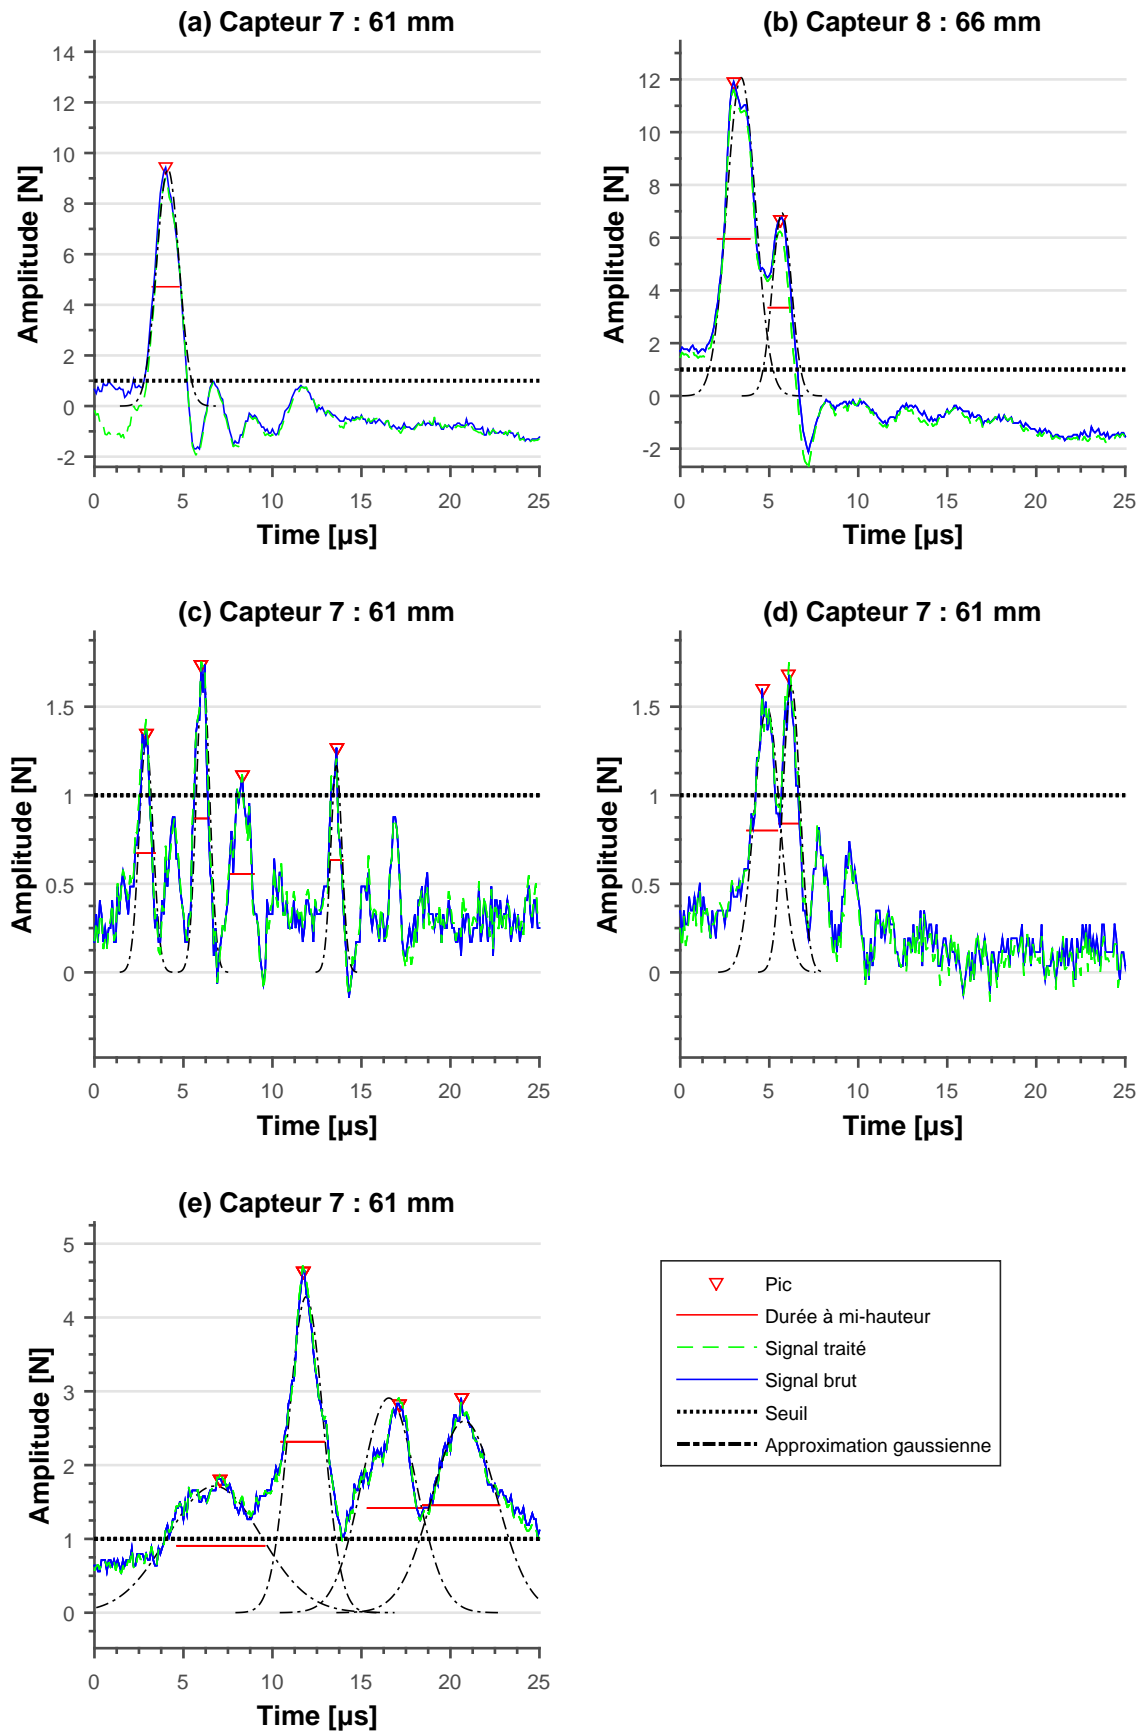 (a) Capteur 7 : 61 mm
14
12
10
8
6
4
2
0
-2
Amplitude [N]
0 5 10 15 20 25
Time [µs]
(b) Capteur 8 : 66 mm
12
10
8
6
4
2
0
-2
Amplitude [N]
0 5 10 15 20 25
Time [µs]
(c) Capteur 7 : 61 mm
1.5
1
0.5
0
Amplitude [N]
0 5 10 15 20 25
Time [µs]
(d) Capteur 7 : 61 mm
1.5
1
0.5
0
Amplitude [N]
0 5 10 15 20 25
Time [µs]
(e) Capteur 7 : 61 mm
5
4
3
2
1
0
Amplitude [N]
0 5 10 15 20 25
Time [µs]
Pic
Durée à mi-hauteur
Signal traité
Signal brut
Seuil
Approximation gaussienne